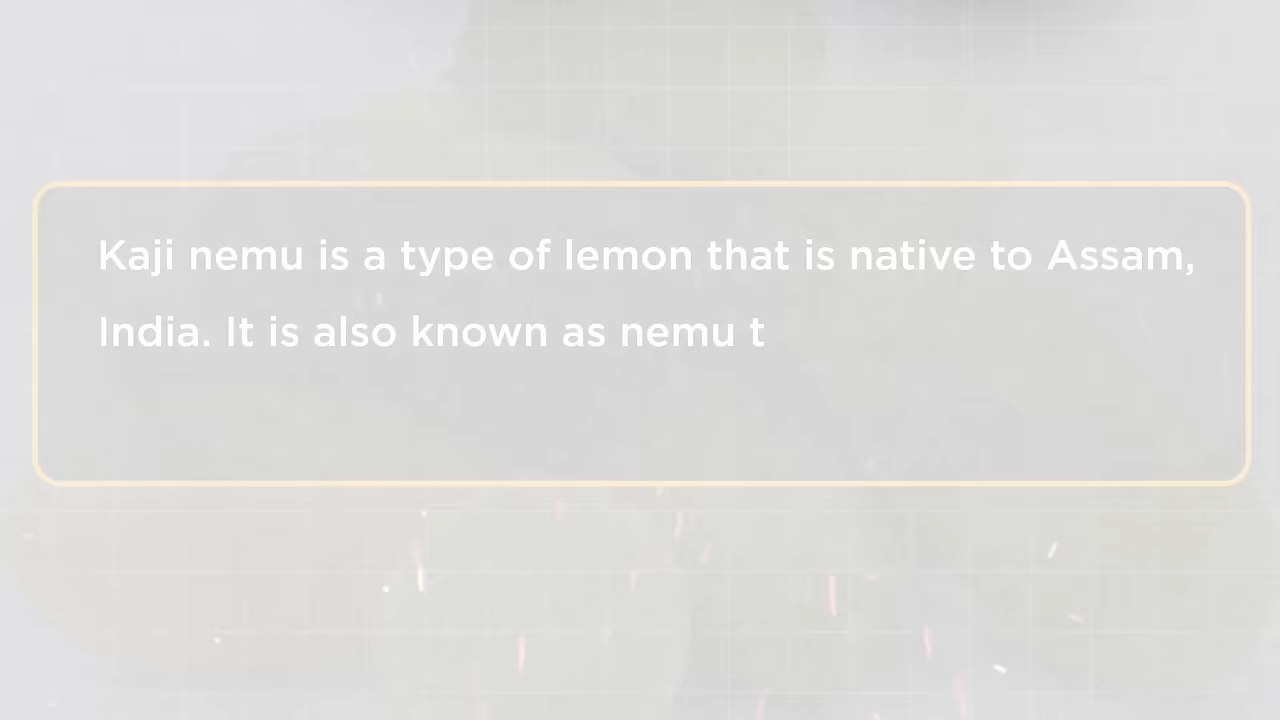 Kaji nemu is a type of lemon that is native to Assam,
India. It is also known as nemu t